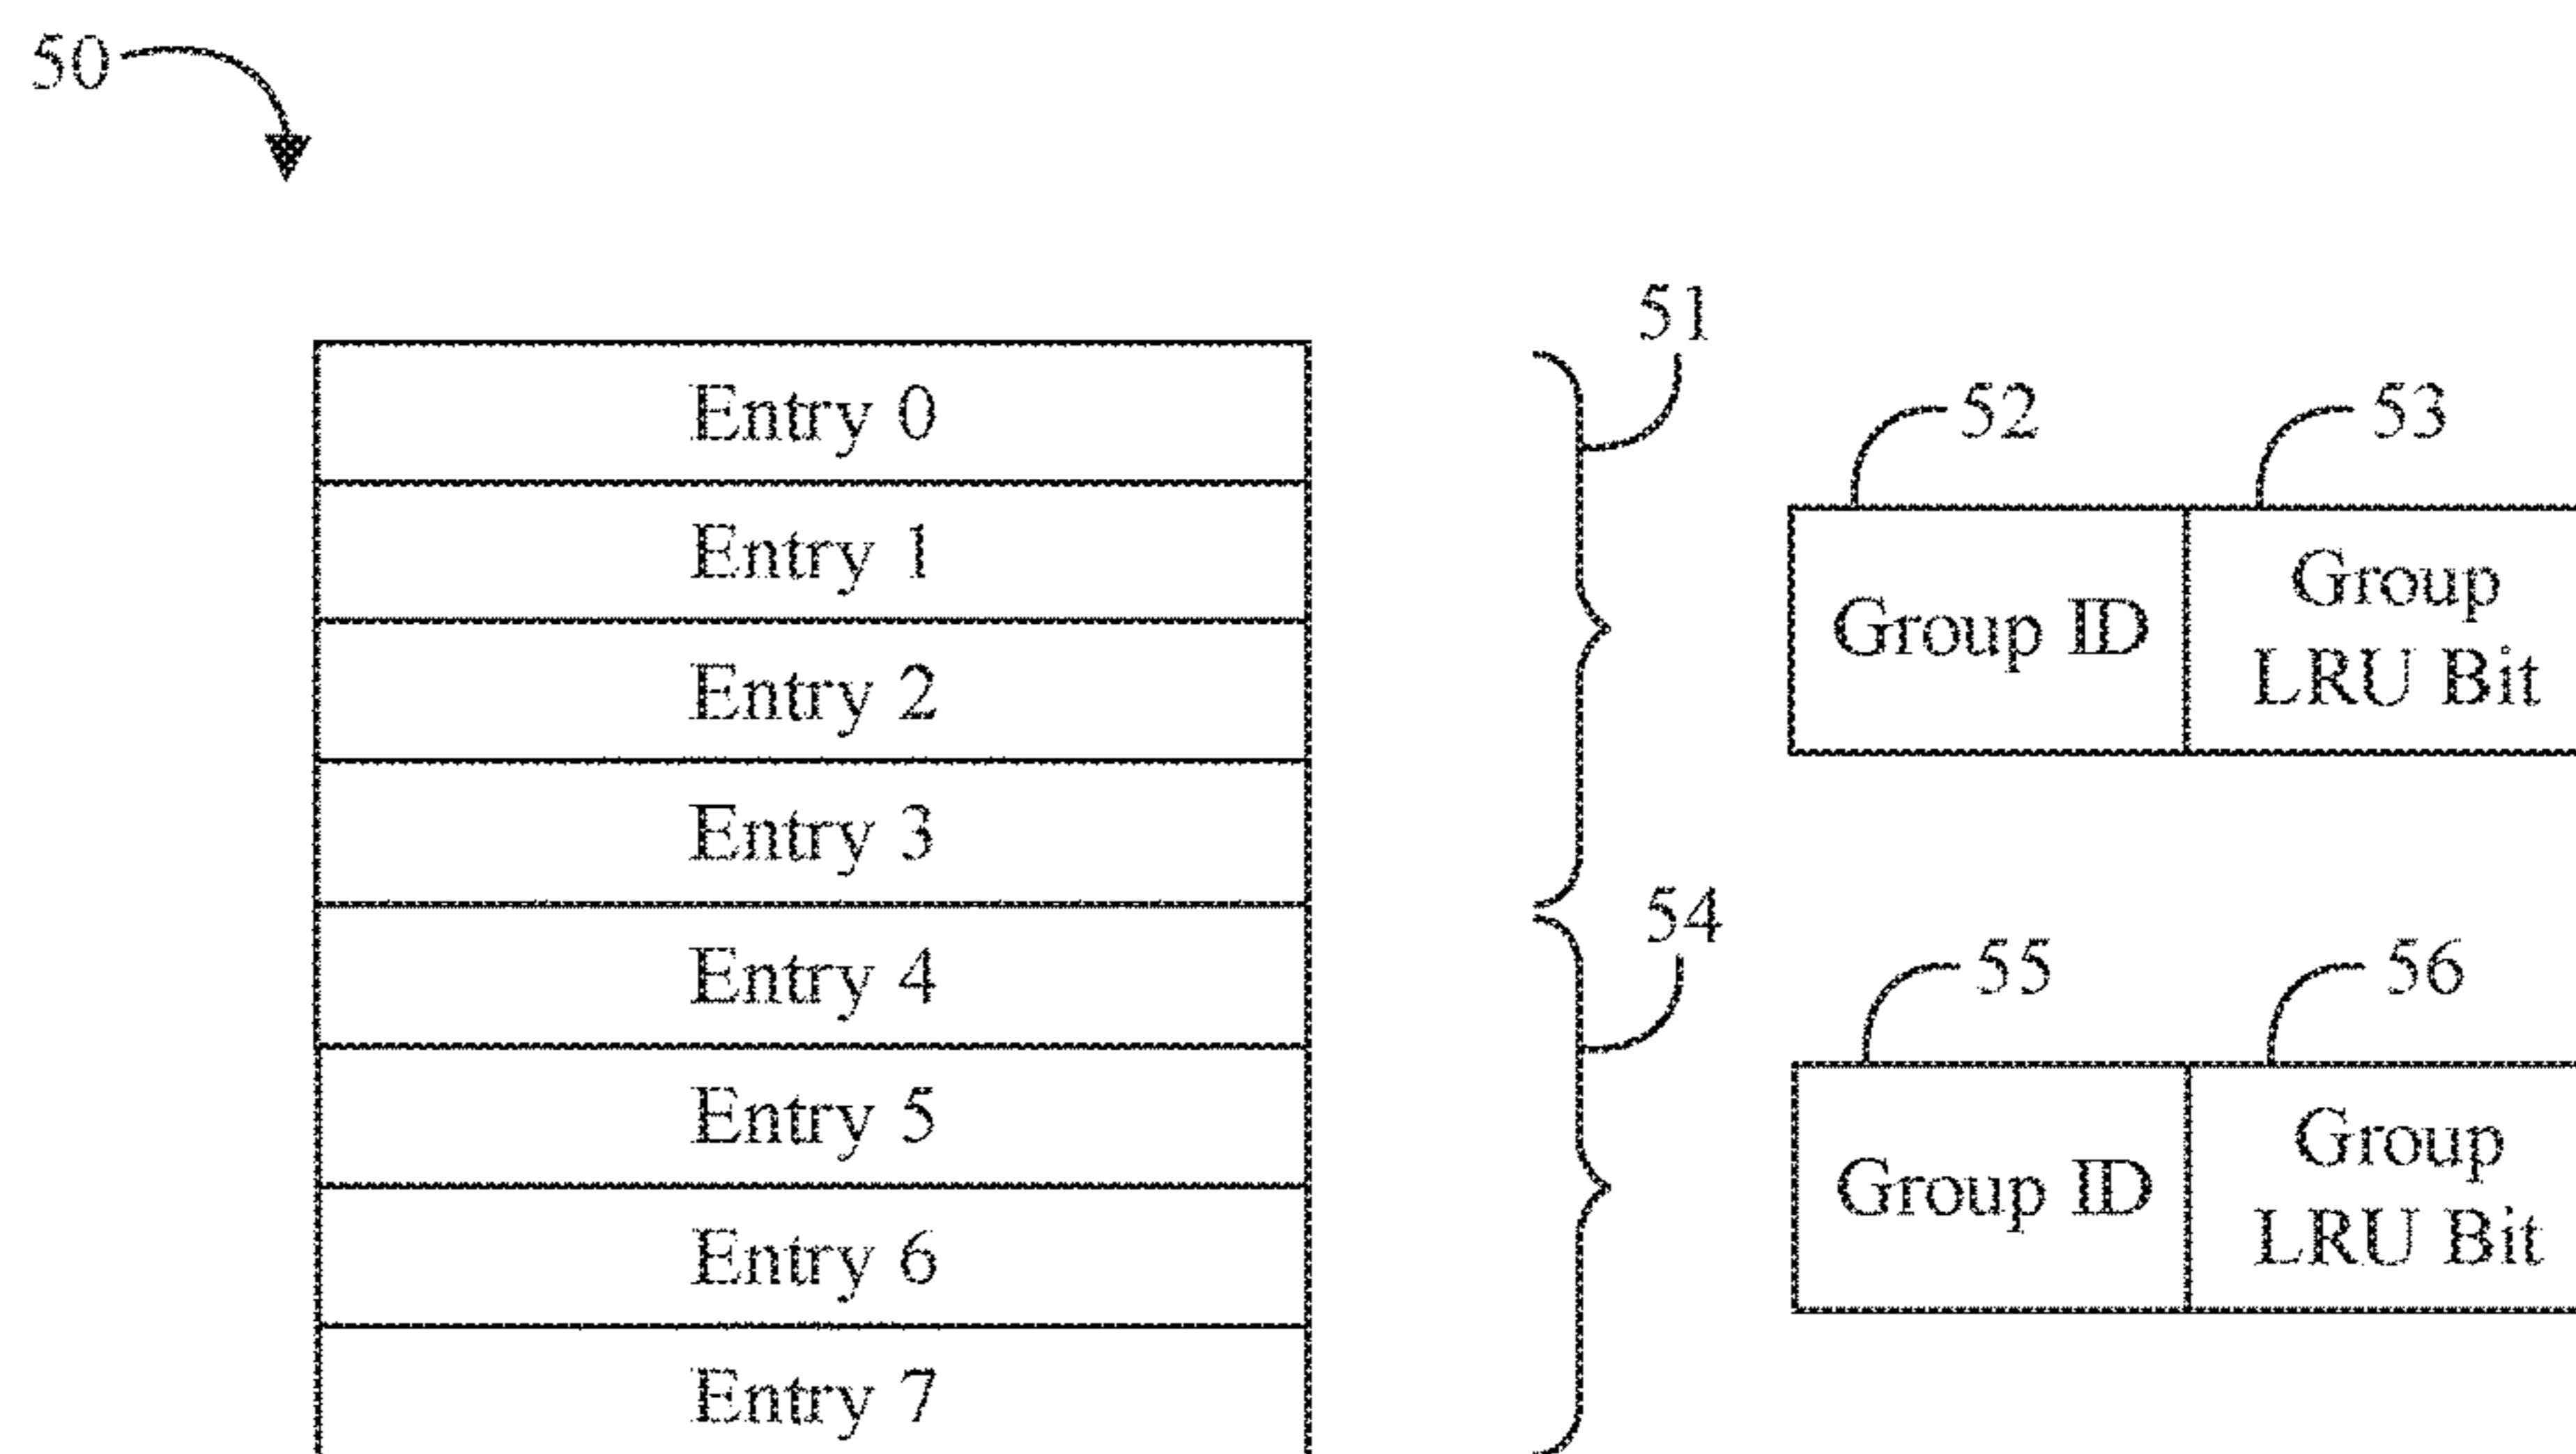 50
51
Entry 0
52
53
Entry 1
Group ID
Group
LRU Bit
Entry 2
Entry 3
54
Entry 4
55
56
Entry 5
Group ID
Group
LRU Bit
Entry 6
Entry 7